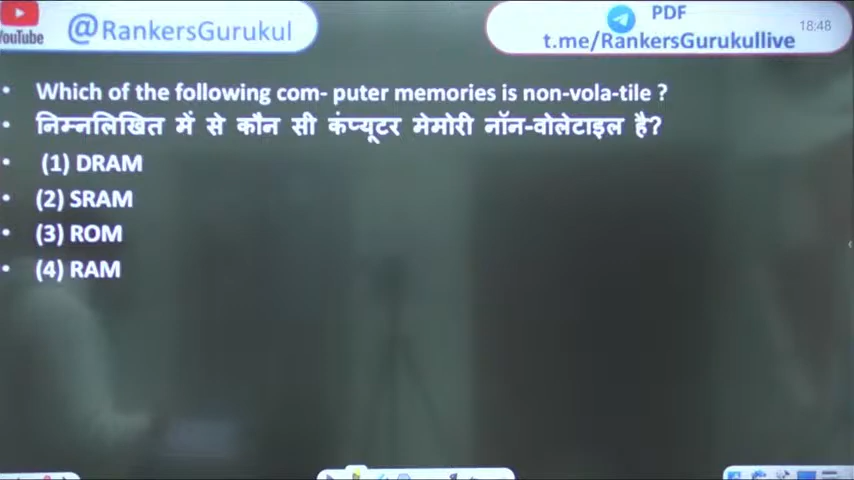 YouTube
@RankersGurukul
PDF
t.me/RankersGurukullive
18:48
• Which of the following com- puter memories is non-vola-tile ?
• निम्नलिखित में से कौन सी कंप्यूटर मेमोरी नॉन-वोलेटाइल है?
• (1) DRAM
• (2) SRAM
• (3) ROM
• (4) RAM